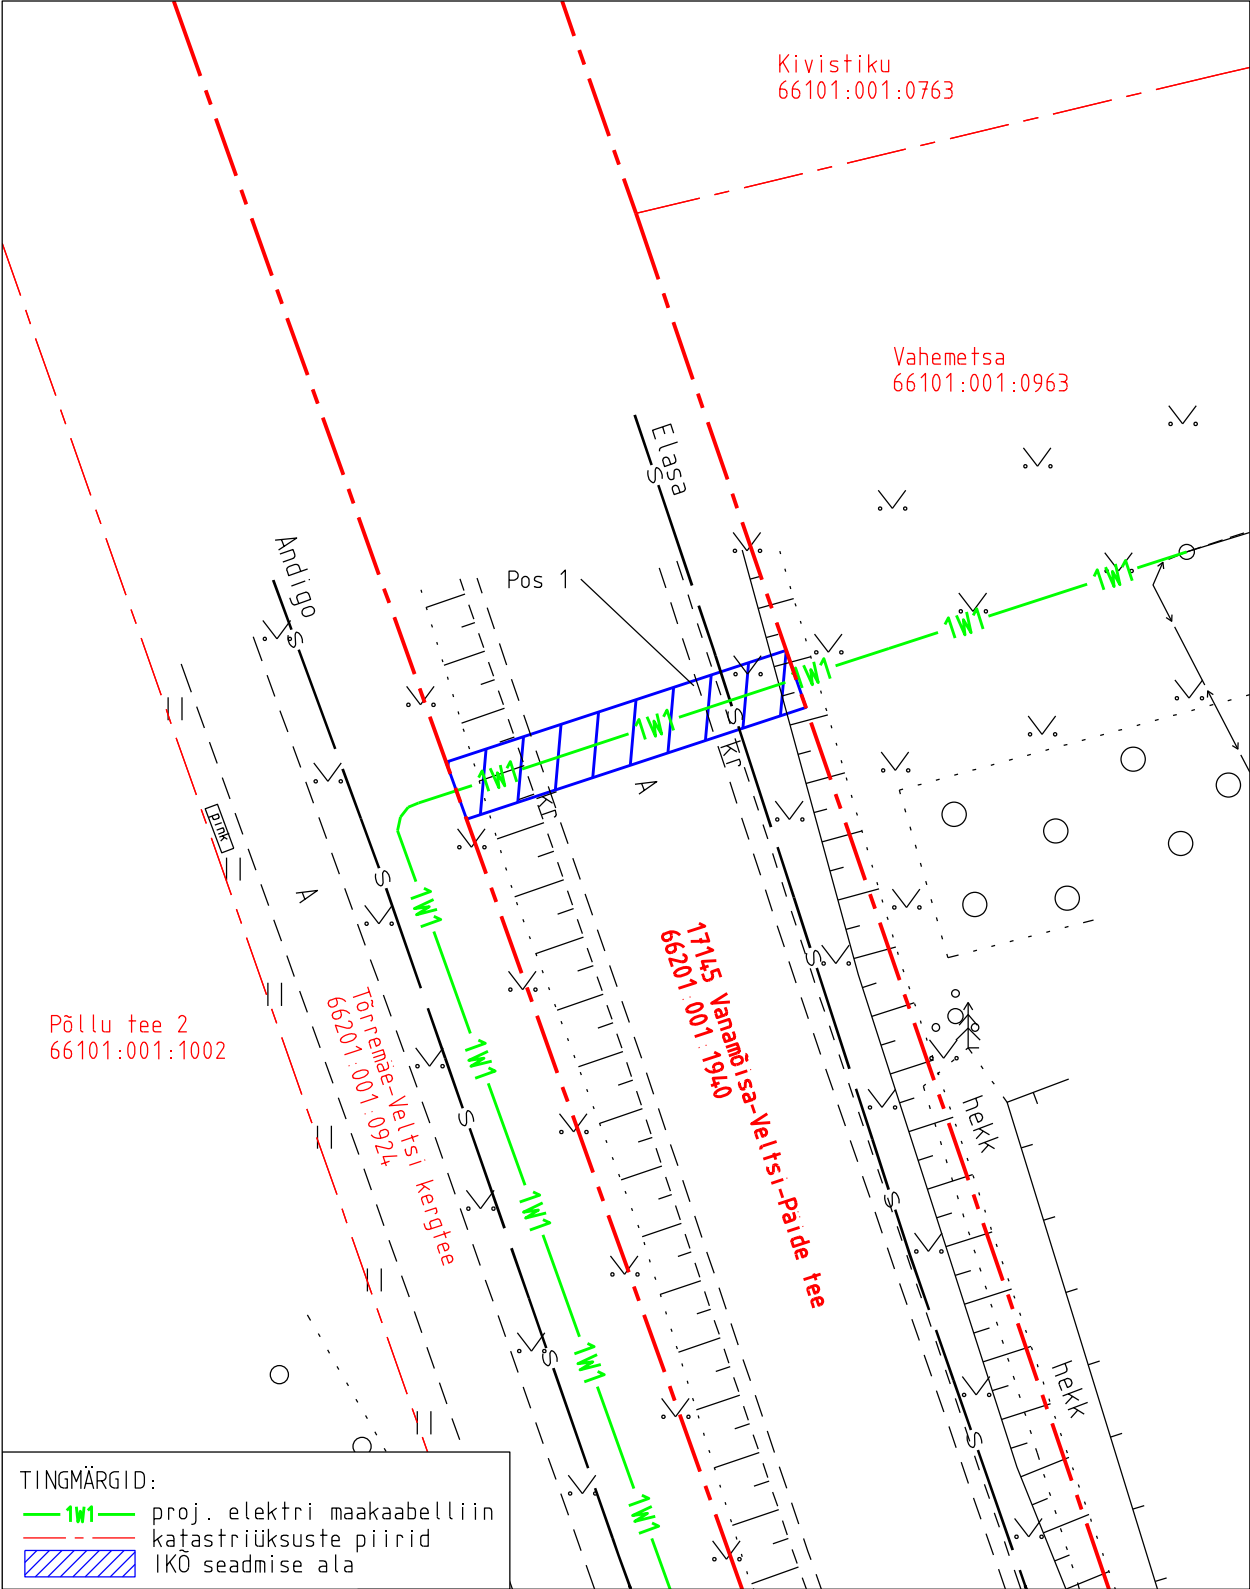 Kivistiku
66101:001:0763
Vahemetsa
66101:001:0963
Elasa
S
Andigo
S
Pos 1
1W1
1W1
1W1
1W1
1W1
S
kr
kr
A
pink
A
S
1W1
S
17145 Vanamõisa-Veltsi-Paide tee
66201:001:1940
Tõrremäe-Veltsi kergtee
66201:001:0924
Põllu tee 2
66101:001:1002
1W1
S
hekk
S
1W1
S
1W1
hekk
S
1W1
TINGMÄRGID:
1W1 proj. elektri maakaabelliin
katastriüksuste piirid
IKÕ seadmise ala